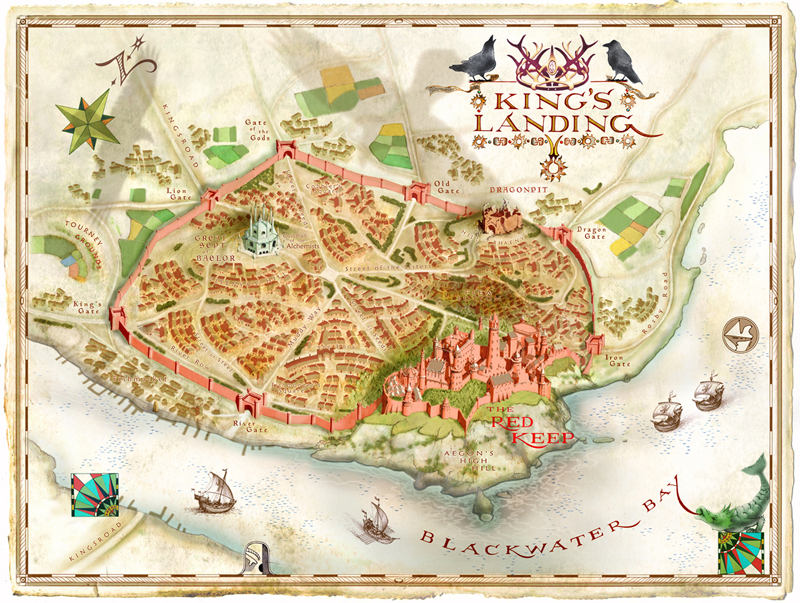 N
KING'S
LANDING
Gate
of the
Gods
KINGSROAD
Old
Gate
DRAGONPIT
Lion
Gate
Dragon
Gate
TOURNEY
GROUNDS
GREAT
SEPT
BAELOR
Alchemists
Street of the Sisters
King's
Gate
Rosby Road
Iron
Gate
River
Gate
THE
RED
KEEP
AEGON'S
HIGH
HILL
BLACKWATER BAY
KINGSROAD